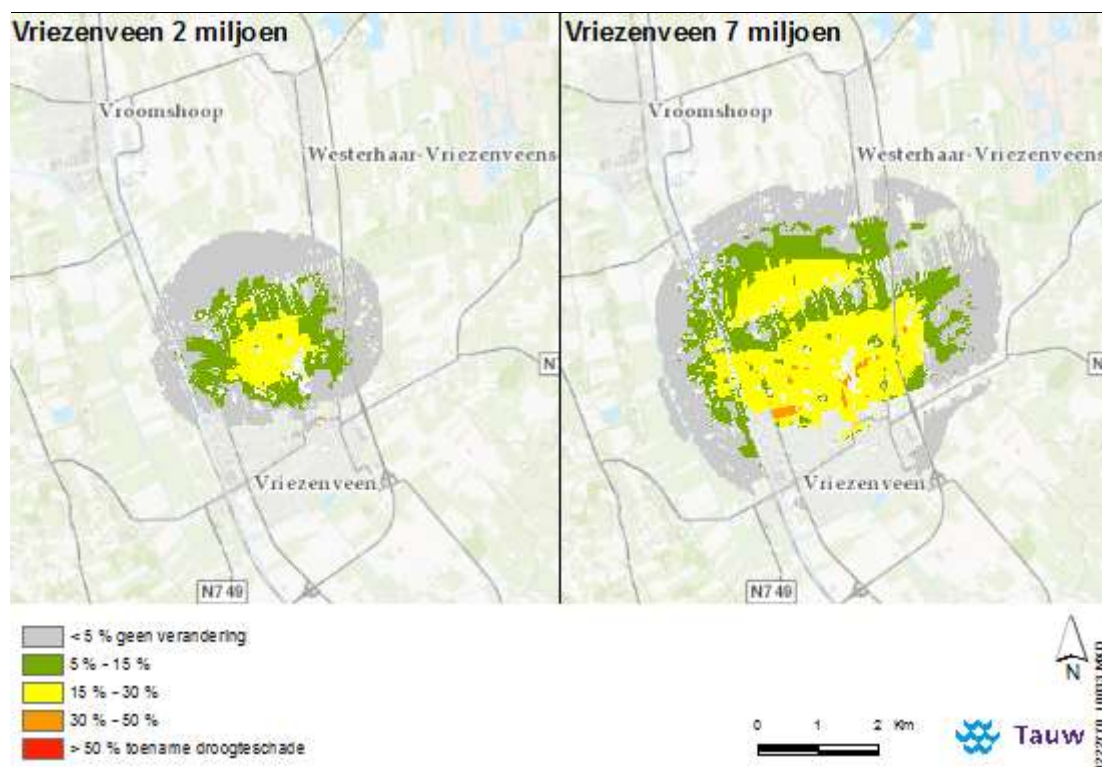 Vriezenveen 2 miljoen
Vriezenveen 7 miljoen
Vroomshoop
Westerhaar-Vriezenveens
Vriezenveen
N749
Vroomshoop
Westerhaar-Vriezenveens
Vriezenveen
N749
N
< 5 % geen verandering
5 % - 15 %
15 % - 30 %
30 % - 50 %
> 50 % toename droogteschade
N
0 1 2 Km
Tauw